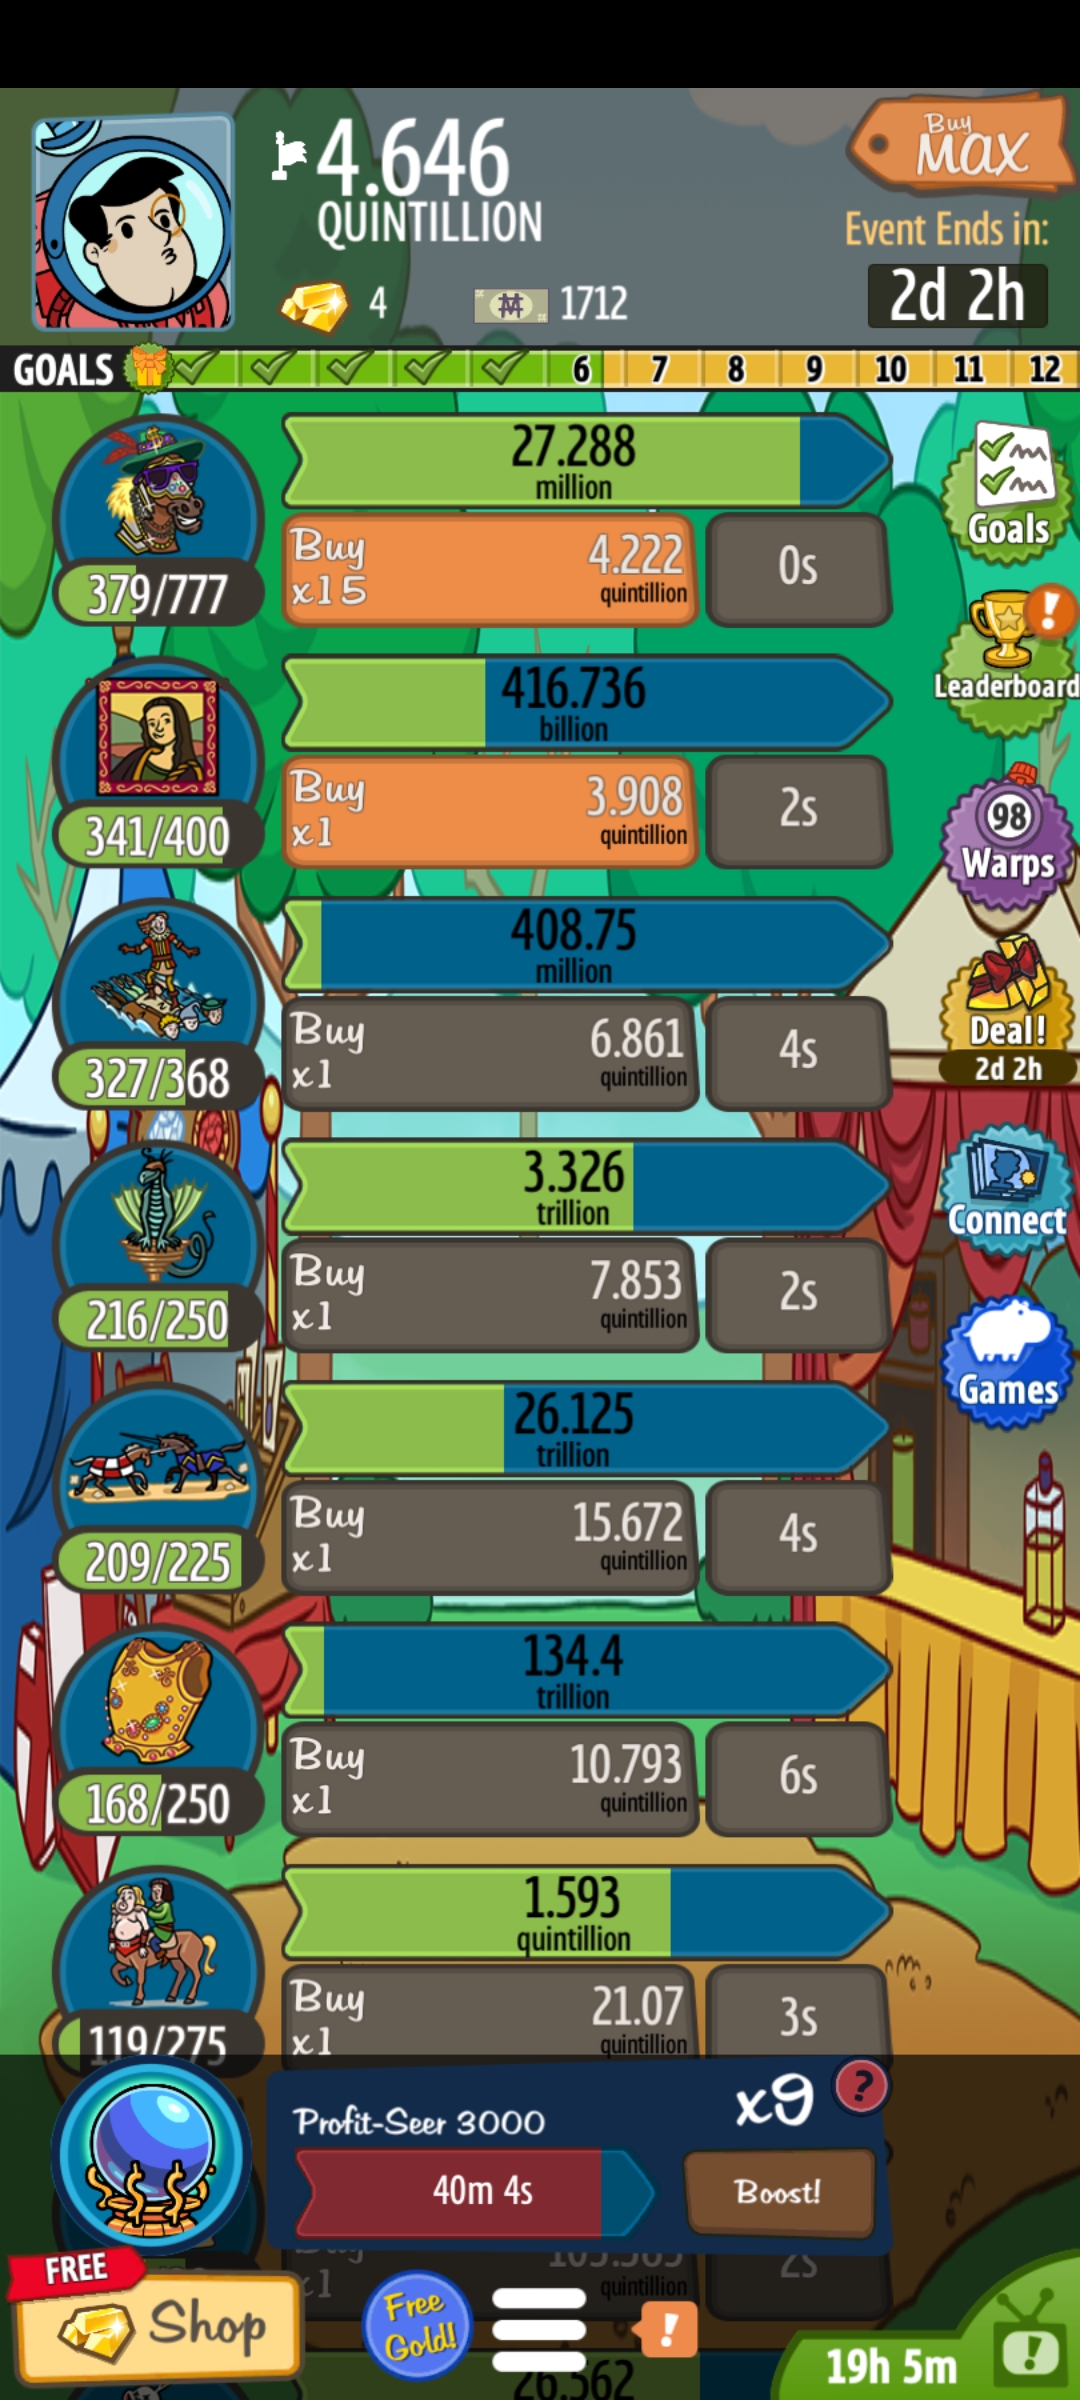 4.646
QUINTILLION
Buy
MAX
Event Ends in:
2d 2h
4
1712
GOALS 6 7 8 9 10 11 12
27.288
million
379/777
Buy
x15
4.222
quintillion
0s
Goals
416.736
billion
341/400
Buy
x1
3.908
quintillion
2s
!
Leaderboard
98
Warps
408.75
million
327/368
Buy
x1
6.861
quintillion
4s
Deal!
2d 2h
3.326
trillion
216/250
Buy
x1
7.853
quintillion
2s
Connect
Games
26.125
trillion
209/225
Buy
x1
15.672
quintillion
4s
134.4
trillion
168/250
Buy
x1
10.793
quintillion
6s
1.593
quintillion
119/275
Buy
x1
21.07
quintillion
3s
Profit-Seer 3000
x9
?
40m 4s
Boost!
x1
quintillion
2s
FREE
Shop
Free
Gold!
!
19h 5m
!
26.562